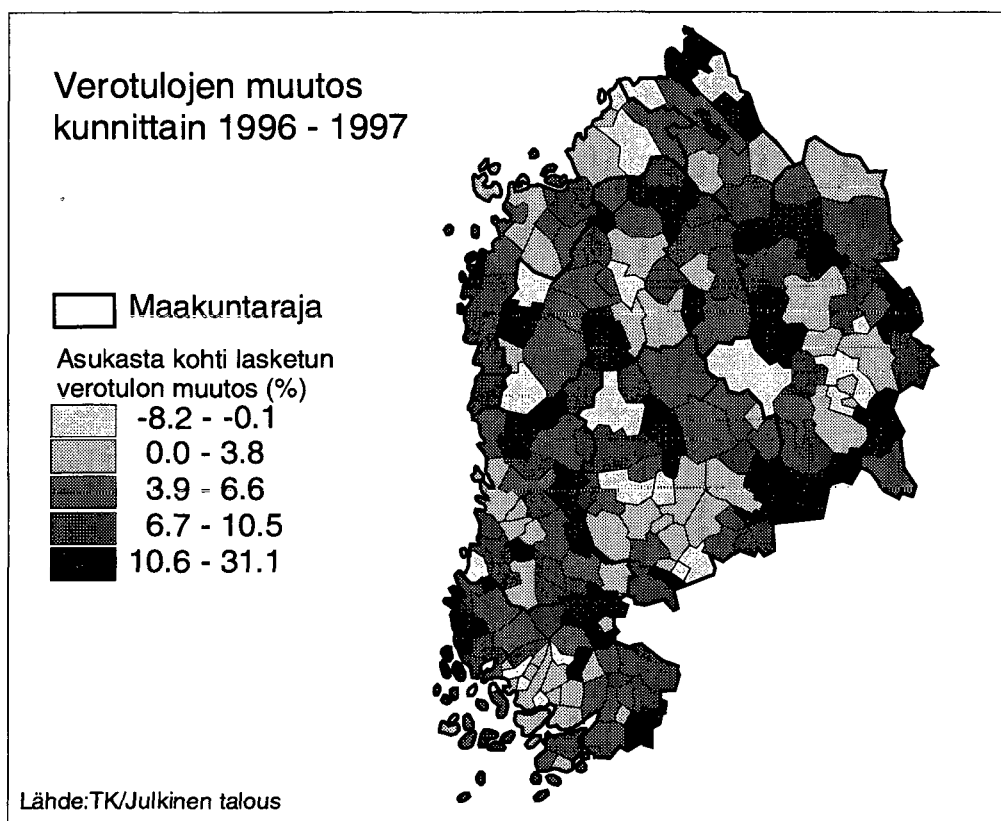 Verotulojen muutos
kunnittain 1996 - 1997
Maakuntaraja
Asukasta kohti lasketun
verotulon muutos (%)
-8.2 - -0.1
0.0 - 3.8
3.9 - 6.6
6.7 - 10.5
10.6 - 31.1
Lähde:TK/Julkinen talous